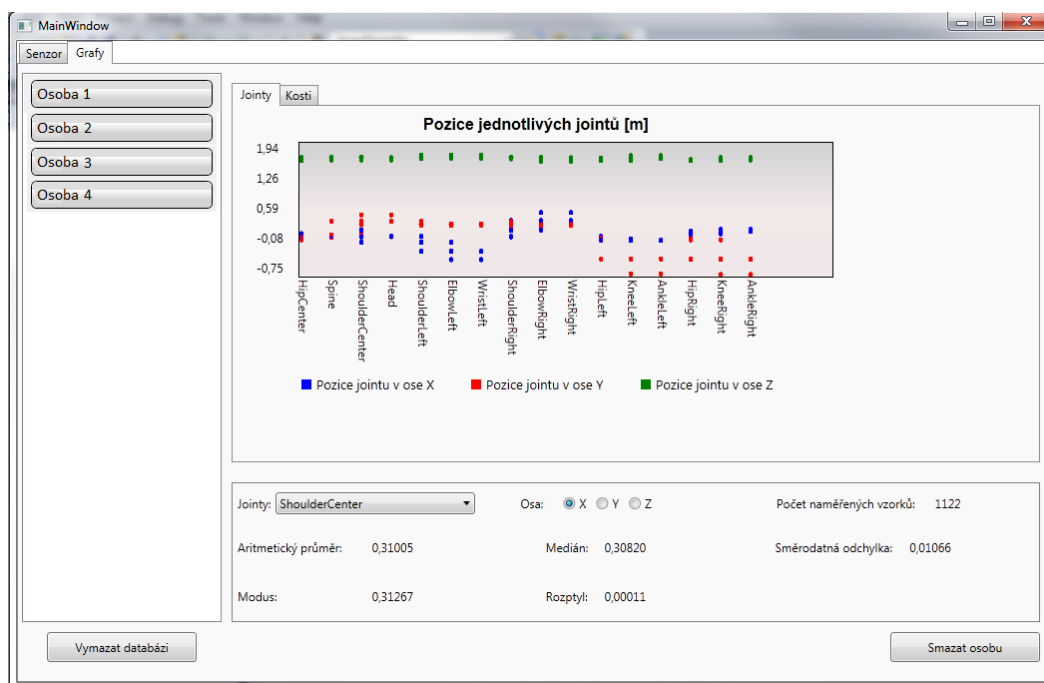 MainWindow
Senzor Grafy
Osoba 1
Osoba 2
Osoba 3
Osoba 4
Jointy Kosti
Pozice jednotlivých jointů [m]
1,94
1,26
0,59
-0,08
-0,75
HipCenter
Spine
ShoulderCenter
Head
ShoulderLeft
ElbowLeft
WristLeft
ShoulderRight
ElbowRight
WristRight
HipLeft
KneeLeft
AnkleLeft
HipRight
KneeRight
AnkleRight
Pozice jointu v ose X Pozice jointu v ose Y Pozice jointu v ose Z
Jointy: ShoulderCenter Osa: X Y Z Počet naměřených vzorků: 1122
Aritmetický průměr: 0,31005 Medián: 0,30820 Směrodatná odchylka: 0,01066
Modus: 0,31267 Rozptyl: 0,00011
Vymazat databázi Smazat osobu